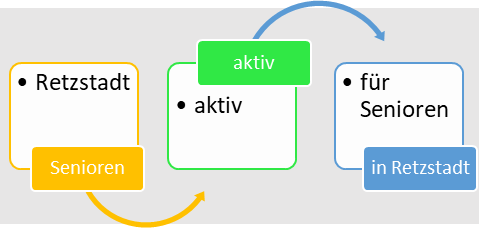 Retzstadt
Senioren
aktiv
aktiv
für
Senioren
in Retzstadt